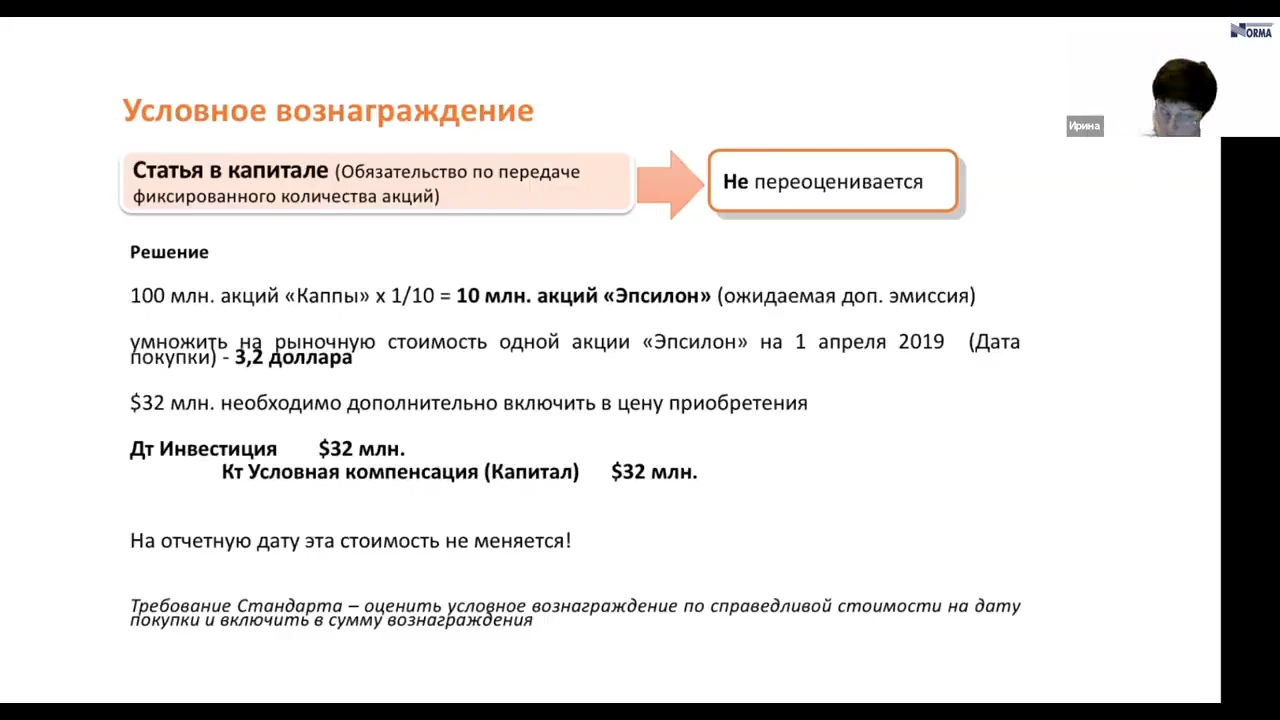 NORMA
Ирина
Условное вознаграждение
Статья в капитале (Обязательство по передаче
фиксированного количества акций)
Не переоценивается
Решение
100 млн. акций «Каппы» х 1/10 = 10 млн. акций «Эпсилон» (ожидаемая доп. эмиссия)
умножить на рыночную стоимость одной акции «Эпсилон» на 1 апреля 2019 (Дата
покупки) - 3,2 доллара
$32 млн. необходимо дополнительно включить в цену приобретения
Дт Инвестиция $32 млн.
Кт Условная компенсация (Капитал) $32 млн.
На отчетную дату эта стоимость не меняется!
Требование Стандарта – оценить условное вознаграждение по справедливой стоимости на дату
покупки и включить в сумму вознаграждения